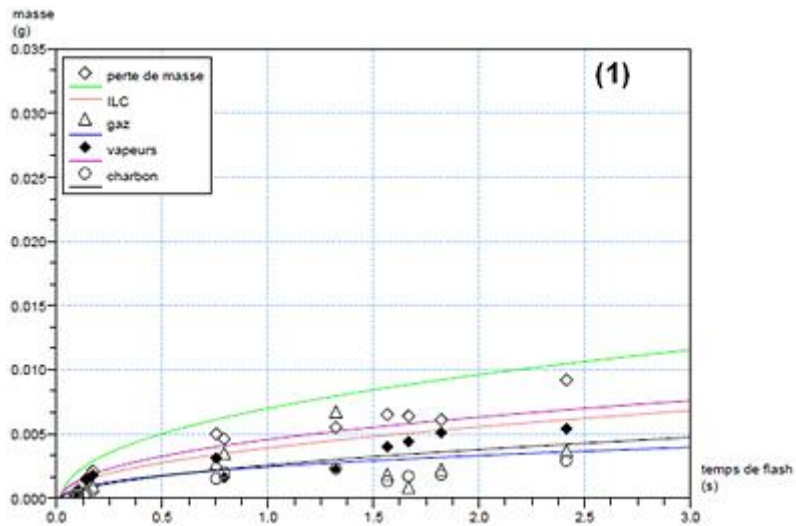 masse
(g)
0.035
(1)
perte de masse
ILC
gaz
vapeurs
charbon
0.030
0.025
0.020
0.015
0.010
0.005
0.000
temps de flash
(s)
0.0 0.5 1.0 1.5 2.0 2.5 3.0